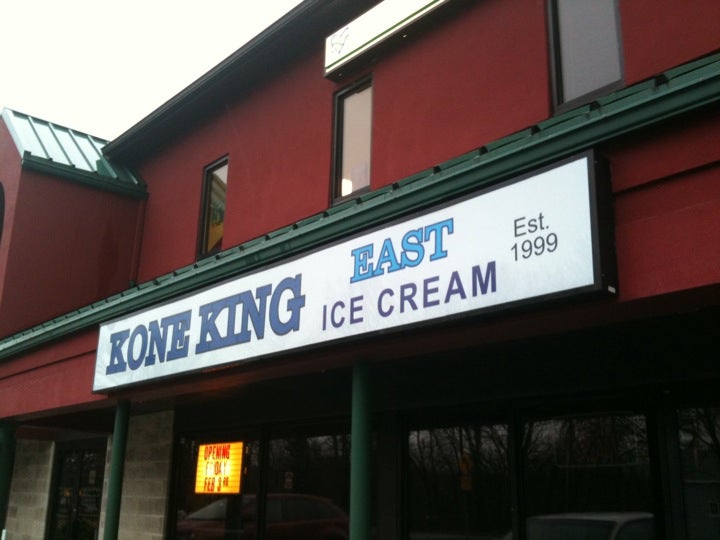 KONE KING
EAST
ICE CREAM
Est.
1999
OPENING
F
FEB